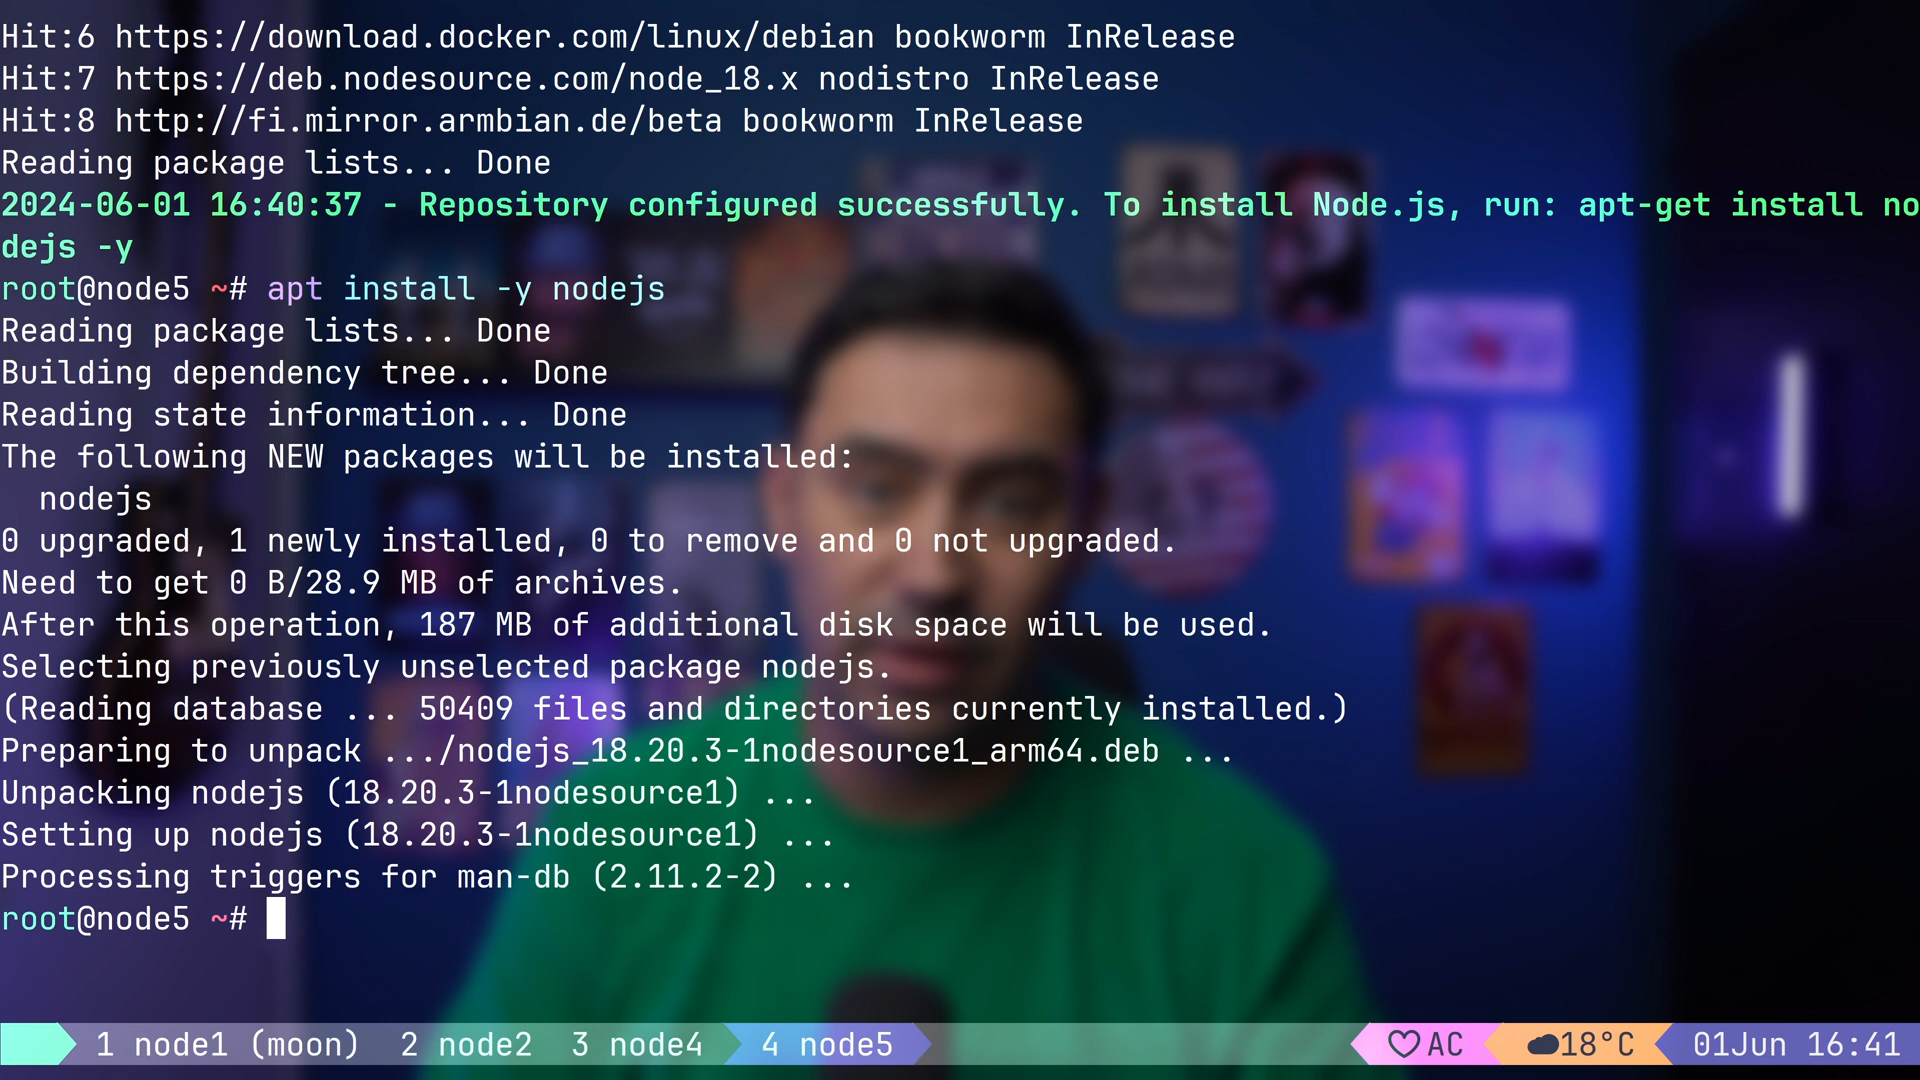 Hit:6 https://download.docker.com/linux/debian bookworm InRelease
Hit:7 https://deb.nodesource.com/node_18.x nodistro InRelease
Hit:8 http://fi.mirror.armbian.de/beta bookworm InRelease
Reading package lists... Done
2024-06-01 16:40:37 - Repository configured successfully. To install Node.js, run: apt-get install no
dejs -y
root@node5 ~# apt install -y nodejs
Reading package lists... Done
Building dependency tree... Done
Reading state information... Done
The following NEW packages will be installed:
  nodejs
0 upgraded, 1 newly installed, 0 to remove and 0 not upgraded.
Need to get 0 B/28.9 MB of archives.
After this operation, 187 MB of additional disk space will be used.
Selecting previously unselected package nodejs.
(Reading database ... 50409 files and directories currently installed.)
Preparing to unpack .../nodejs_18.20.3-1nodesource1_arm64.deb ...
Unpacking nodejs (18.20.3-1nodesource1) ...
Setting up nodejs (18.20.3-1nodesource1) ...
Processing triggers for man-db (2.11.2-2) ...
root@node5 ~#
1 node1 (moon) 2 node2 3 node4 4 node5 AC 18°C 01Jun 16:41